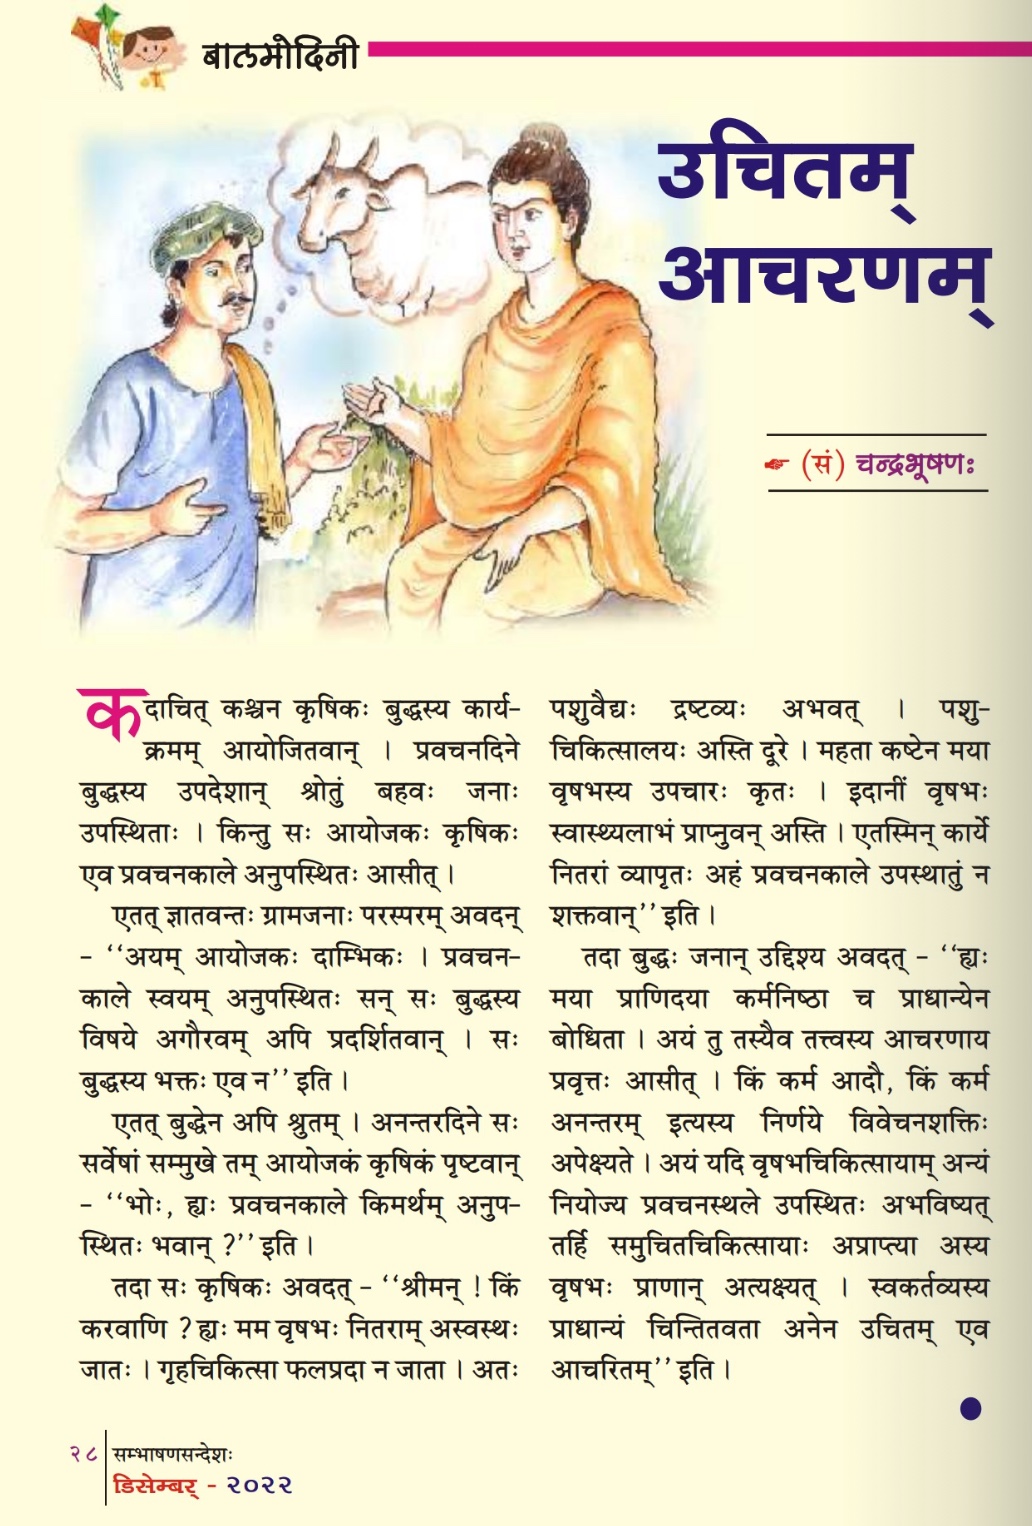 बालमोदिनी
उचितम्
आचरणम्
(सं) चन्द्रभूषणः
कदाचित् कश्चन कृषिकः बुद्धस्य कार्य-
क्रमम् आयोजितवान् । प्रवचनदिने
बुद्धस्य उपदेशान् श्रोतुं बहवः जनाः
उपस्थिताः । किन्तु सः आयोजकः कृषिकः
एव प्रवचनकाले अनुपस्थितः आसीत् ।
एतत् ज्ञातवन्तः ग्रामजनाः परस्परम् अवदन्
- ‘‘अयम् आयोजकः दाम्भिकः । प्रवचन-
काले स्वयम् अनुपस्थितः सन् सः बुद्धस्य
विषये अगौरवम् अपि प्रदर्शितवान् । सः
बुद्धस्य भक्तः एव न’’ इति ।
एतत् बुद्धेन अपि श्रुतम् । अनन्तरदिने सः
सर्वेषां सम्मुखे तम् आयोजकं कृषिकं पृष्टवान्
- ‘‘भोः, ह्यः प्रवचनकाले किमर्थम् अनुप-
स्थितः भवान् ?’’ इति ।
तदा सः कृषिकः अवदत् - ‘‘श्रीमन् ! किं
करवाणि ? ह्यः मम वृषभः नितराम् अस्वस्थः
जातः । गृहचिकित्सा फलप्रदा न जाता । अतः
पशुवैद्यः द्रष्टव्यः अभवत् । पशु-
चिकित्सालयः अस्ति दूरे । महता कष्टेन मया
वृषभस्य उपचारः कृतः । इदानीं वृषभः
स्वास्थ्यलाभं प्राप्नुवन् अस्ति । एतस्मिन् कार्ये
नितरां व्यापृतः अहं प्रवचनकाले उपस्थातुं न
शक्तवान्’’ इति ।
तदा बुद्धः जनान् उद्दिश्य अवदत् - ‘‘ह्यः
मया प्राणिदया कर्मनिष्ठा च प्राधान्येन
बोधिता । अयं तु तस्यैव तत्त्वस्य आचरणाय
प्रवृत्तः आसीत् । किं कर्म आदौ, किं कर्म
अनन्तरम् इत्यस्य निर्णये विवेचनशक्तिः
अपेक्ष्यते । अयं यदि वृषभचिकित्सायाम् अन्यं
नियोज्य प्रवचनस्थले उपस्थितः अभविष्यत्
तर्हि समुचितचिकित्सायाः अप्राप्त्या अस्य
वृषभः प्राणान् अत्यक्ष्यत् । स्वकर्तव्यस्य
प्राधान्यं चिन्तितवता अनेन उचितम् एव
आचरितम्’’ इति ।
२८ सम्भाषणसन्देशः
डिसेम्बर् - २०२२